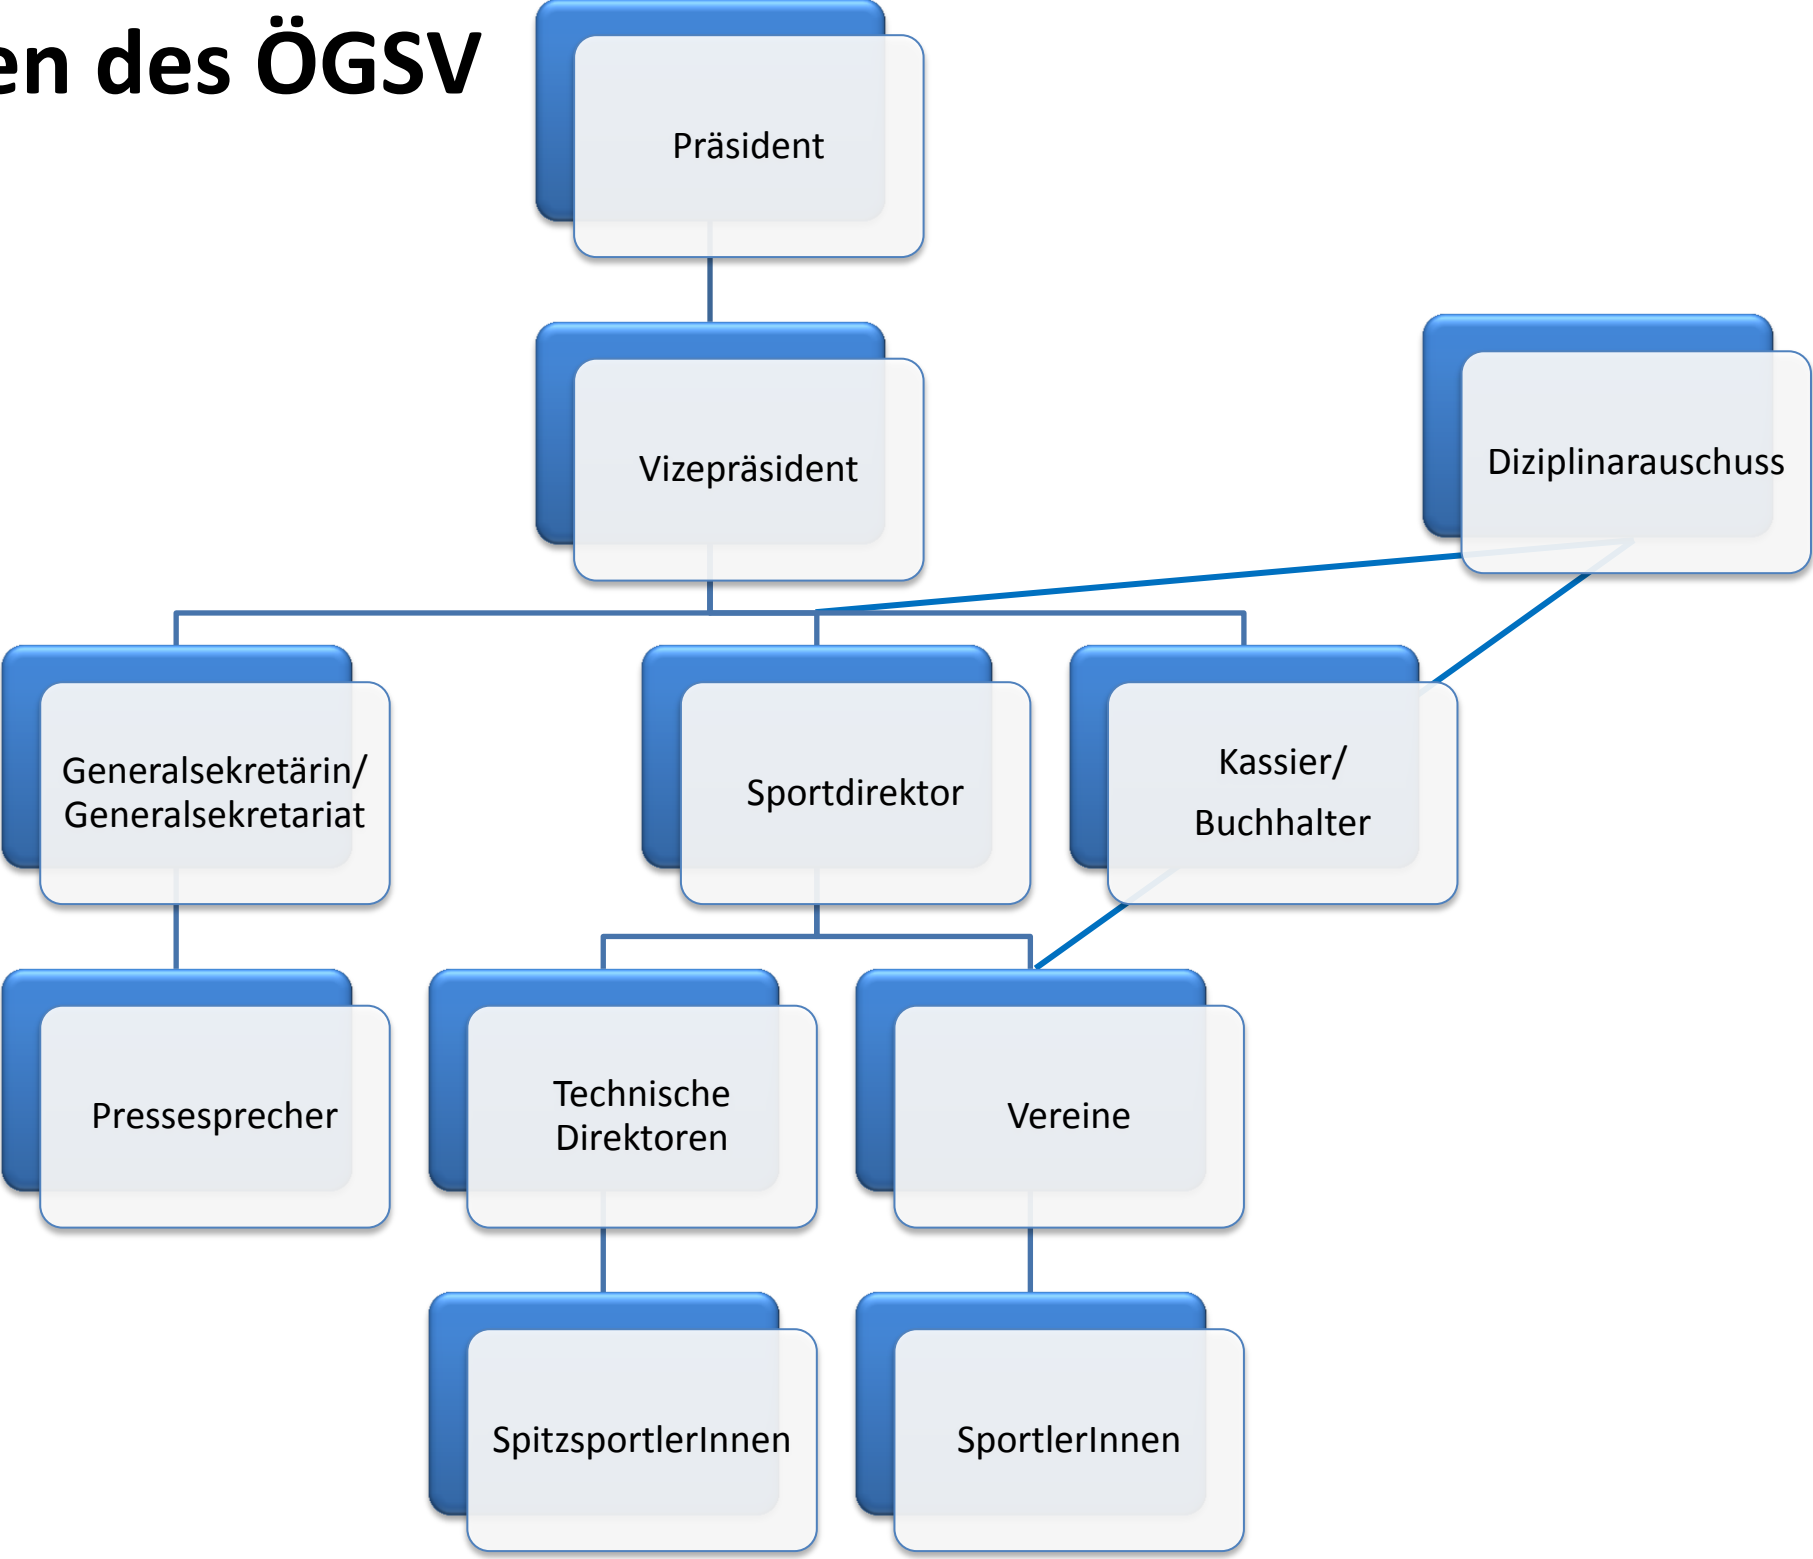 en des ÖGSV
Präsident
Vizepräsident
Diziplinarauschuss
Generalsekretärin/
Generalsekretariat
Sportdirektor
Kassier/
Buchhalter
Pressesprecher
Technische
Direktoren
Vereine
SpitzsportlerInnen
SportlerInnen